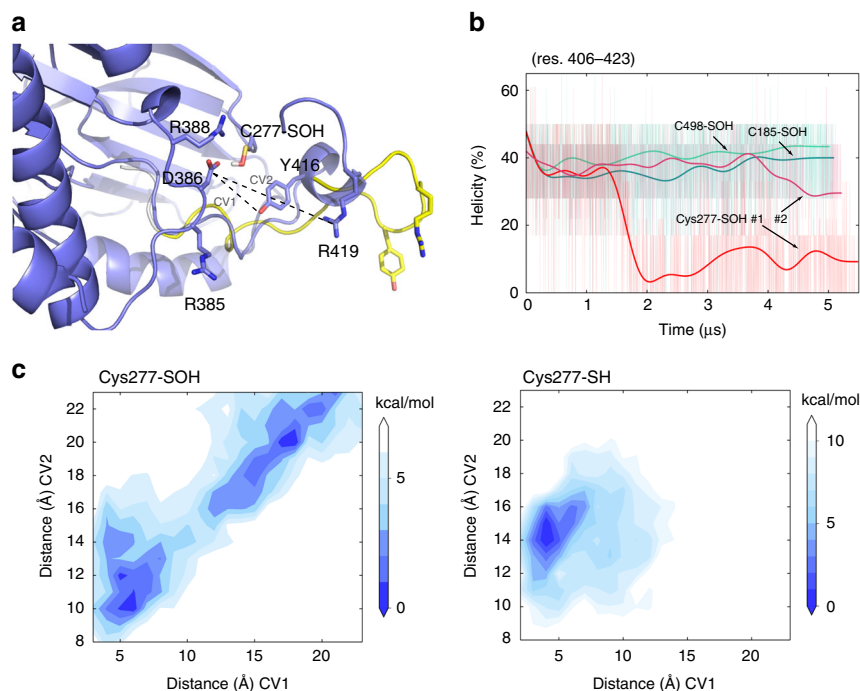 a
R388
C277-SOH
D386
Y416
CV2
CV1
R419
R385
b
(res. 406–423)
60
40
20
0
Helicity (%)
C498-SOH
C185-SOH
Cys277-SOH #1 #2
0 1 2 3 4 5
Time (µs)
c
Cys277-SOH
kcal/mol
22
20
18
16
14
12
10
8
Distance (Å) CV2
5
0
5 10 15 20
Distance (Å) CV1
Cys277-SH
kcal/mol
22
20
18
16
14
12
10
8
Distance (Å) CV2
10
5
0
5 10 15 20
Distance (Å) CV1